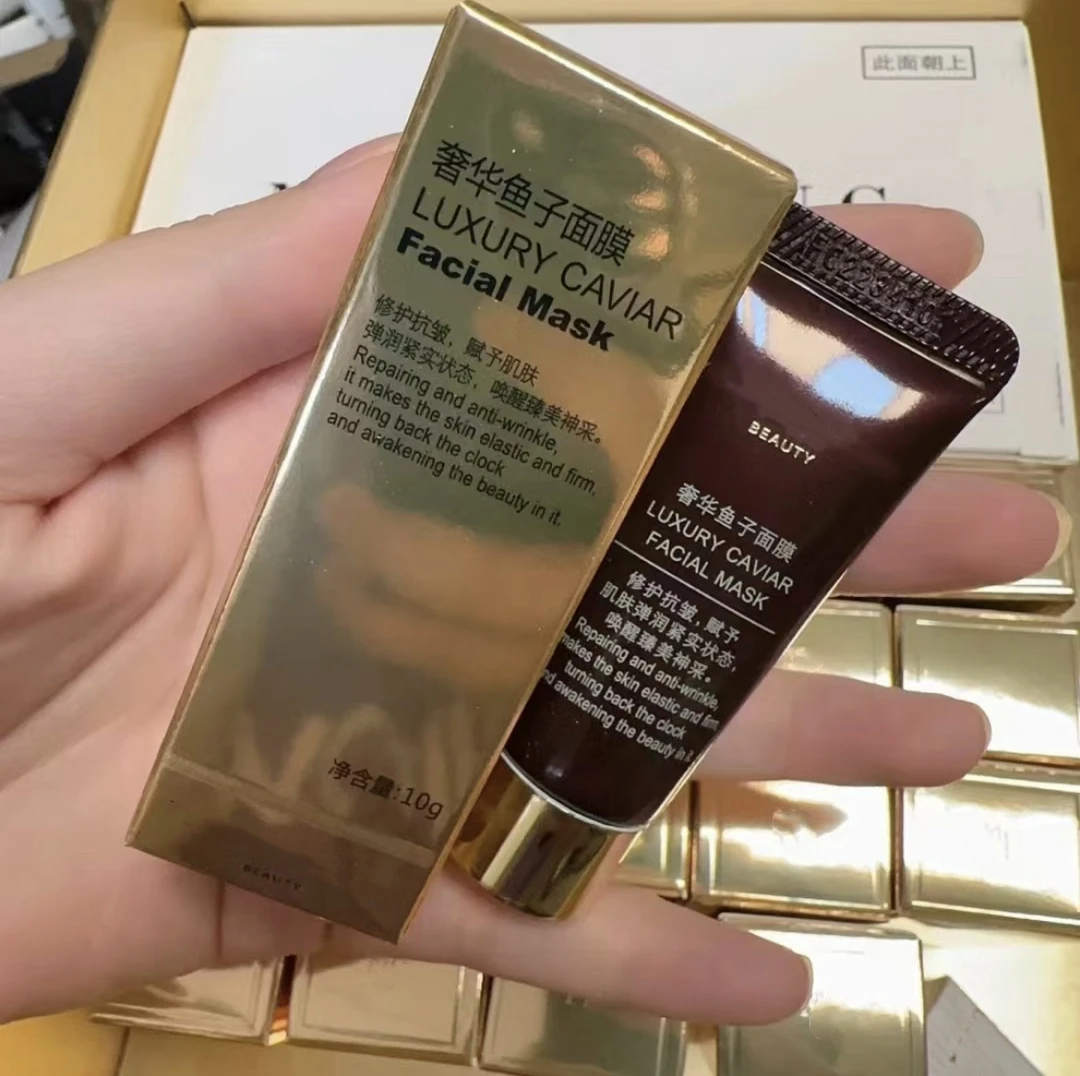 此面朝上
奢华鱼子面膜
LUXURY CAVIAR
Facial Mask
修护抗皱，赋予肌肤
弹润紧实状态，唤醒臻美神采。
Repairing and anti-wrinkle,
it makes the skin elastic and firm,
turning back the clock
and awakening the beauty in it.
净含量:10g
BEAUTY
BEAUTY
奢华鱼子面膜
LUXURY CAVIAR
FACIAL MASK
修护抗皱,赋予
肌肤弹润紧实状态,
唤醒臻美神采。
Repairing and anti-wrinkle,
makes the skin elastic and firm
turning back the clock
awakening the beauty in it.